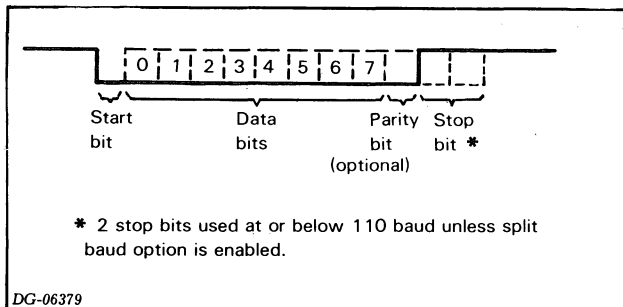 0 1 2 3 4 5 6 7
Start Data Parity Stop
bit bits bit bit *
(optional)
* 2 stop bits used at or below 110 baud unless split
baud option is enabled.
DG-06379